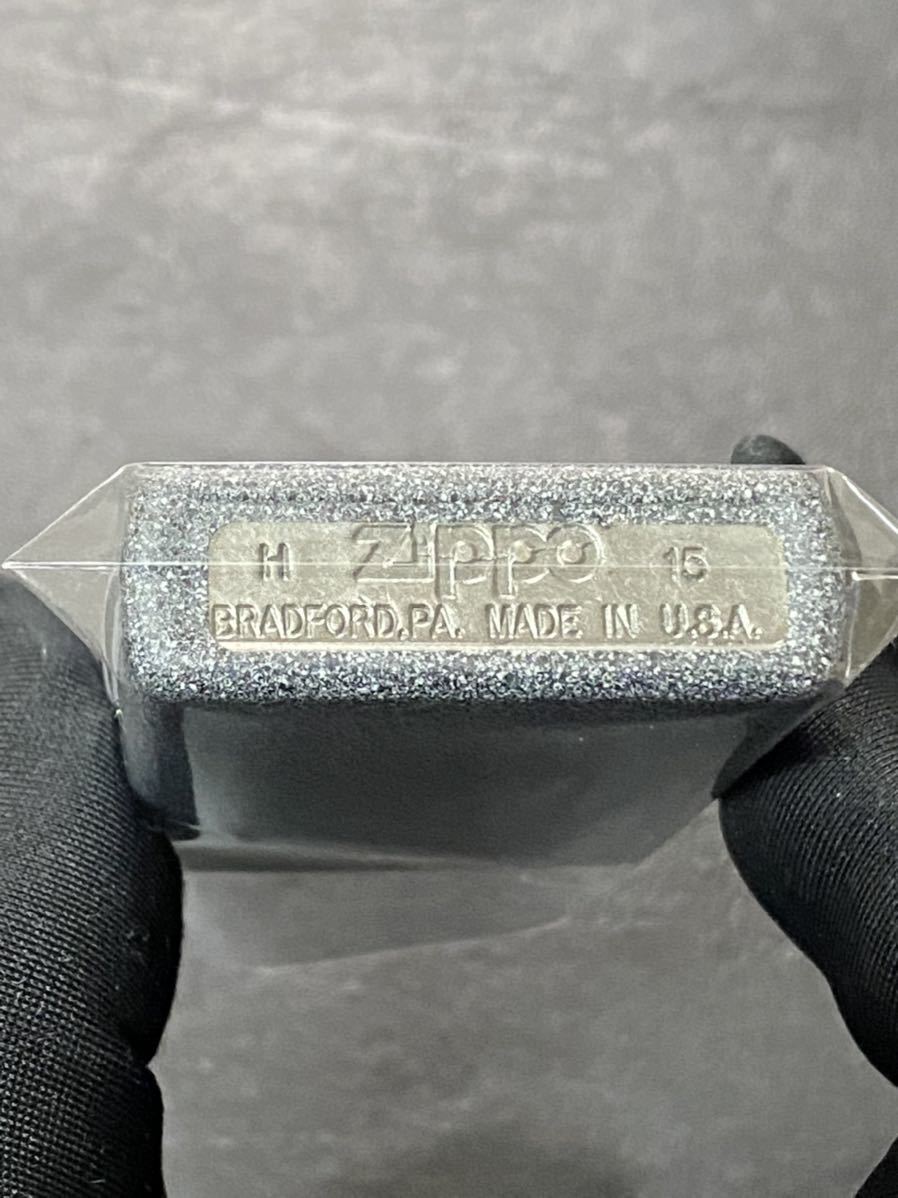 H Zippo 15
BRADFORD,PA. MADE IN U.S.A.